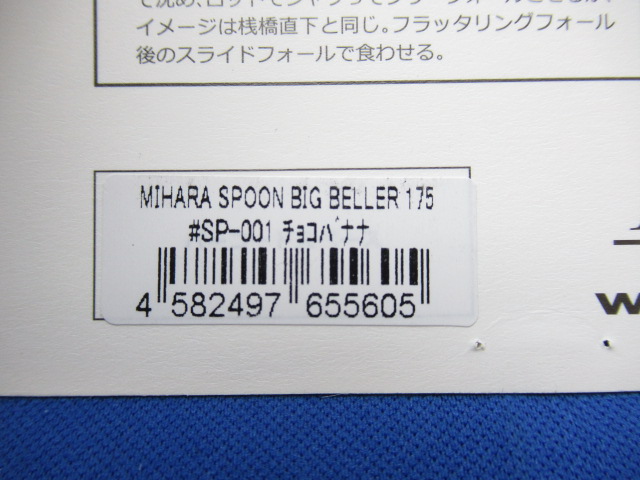 イメージは桟橋直下と同じ。フラッタリングフォール
後のスライドフォールで食わせる。
MIHARA SPOON BIG BELLER 175
#SP-001 ﾁｮｺﾊﾞﾅﾅ
4 582497 655605